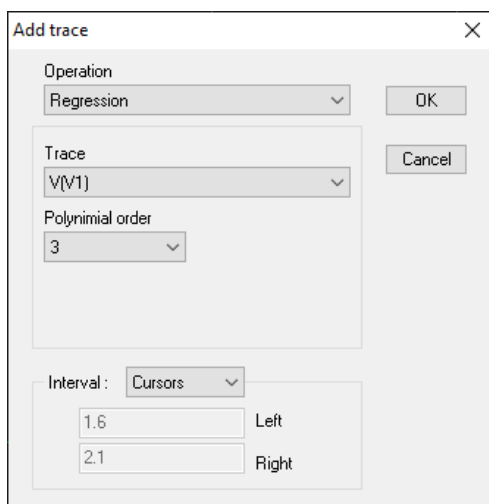 Add trace
Operation
Regression
OK
Trace
Cancel
V(V1)
Polynimial order
3
Interval : Cursors
1.6 Left
2.1 Right